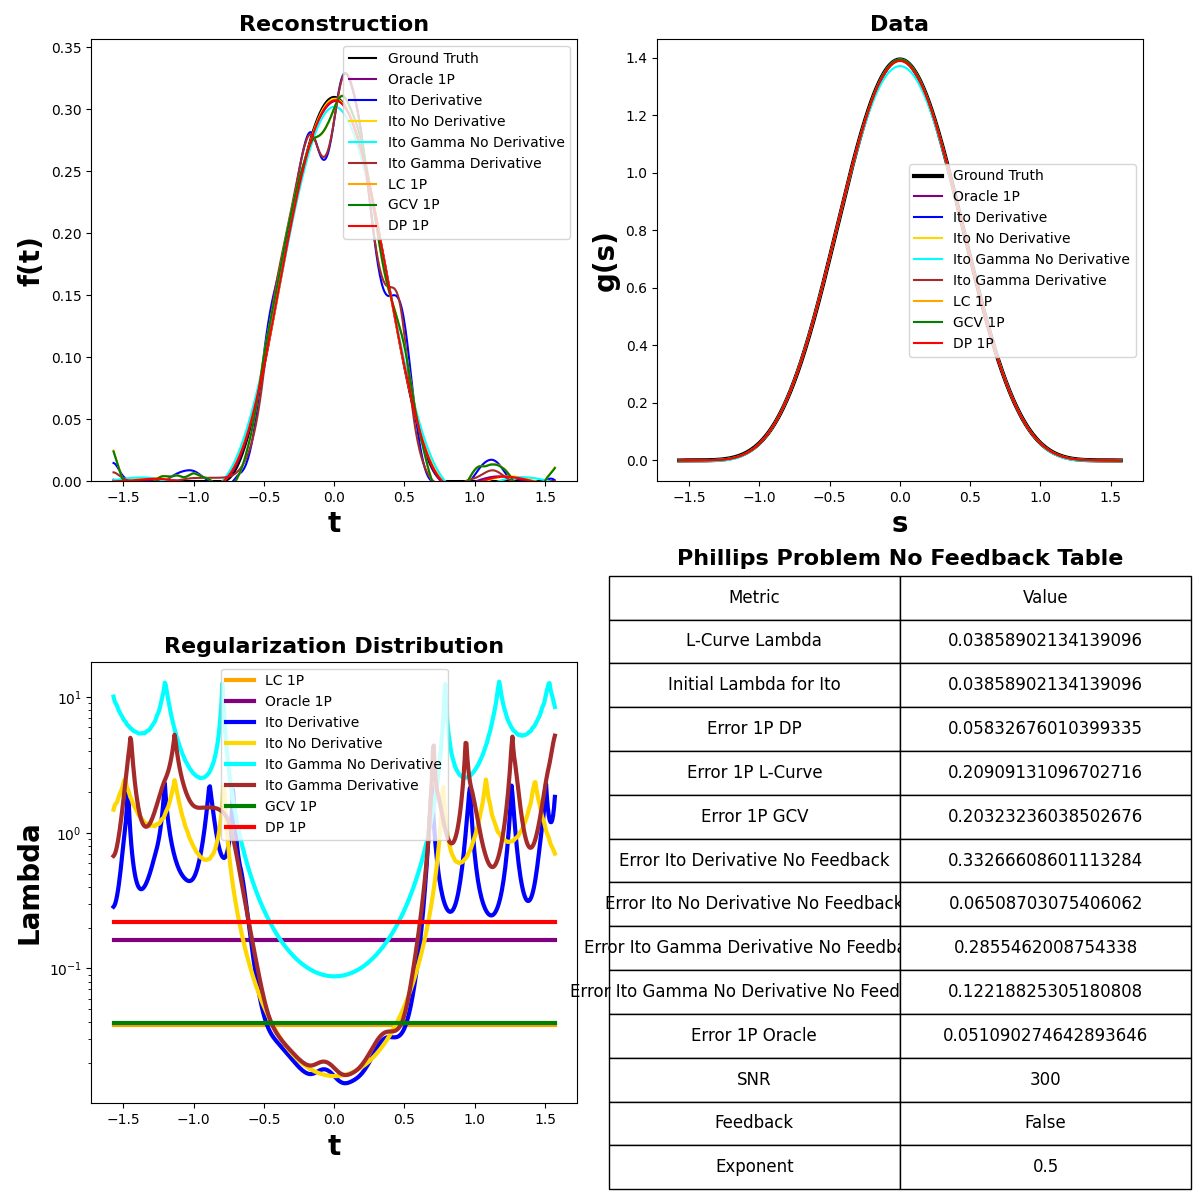 Reconstruction
0.35
0.30
0.25
0.20
0.15
0.10
0.05
0.00
f(t)
−1.5 −1.0 −0.5 0.0 0.5 1.0 1.5
t
Ground Truth
Oracle 1P
Ito Derivative
Ito No Derivative
Ito Gamma No Derivative
Ito Gamma Derivative
LC 1P
GCV 1P
DP 1P
Data
1.4
1.2
1.0
0.8
0.6
0.4
0.2
0.0
g(s)
−1.5 −1.0 −0.5 0.0 0.5 1.0 1.5
s
Ground Truth
Oracle 1P
Ito Derivative
Ito No Derivative
Ito Gamma No Derivative
Ito Gamma Derivative
LC 1P
GCV 1P
DP 1P
Regularization Distribution
10¹
10⁰
10⁻¹
Lambda
−1.5 −1.0 −0.5 0.0 0.5 1.0 1.5
t
LC 1P
Oracle 1P
Ito Derivative
Ito No Derivative
Ito Gamma No Derivative
Ito Gamma Derivative
GCV 1P
DP 1P
Phillips Problem No Feedback Table
Metric Value
L-Curve Lambda 0.03858902134139096
Initial Lambda for Ito 0.03858902134139096
Error 1P DP 0.05832676010399335
Error 1P L-Curve 0.20909131096702716
Error 1P GCV 0.20323236038502676
Error Ito Derivative No Feedback 0.33266608601113284
Error Ito No Derivative No Feedback 0.06508703075406062
Error Ito Gamma Derivative No Feedba 0.2855462008754338
Error Ito Gamma No Derivative No Feed 0.12218825305180808
Error 1P Oracle 0.051090274642893646
SNR 300
Feedback False
Exponent 0.5